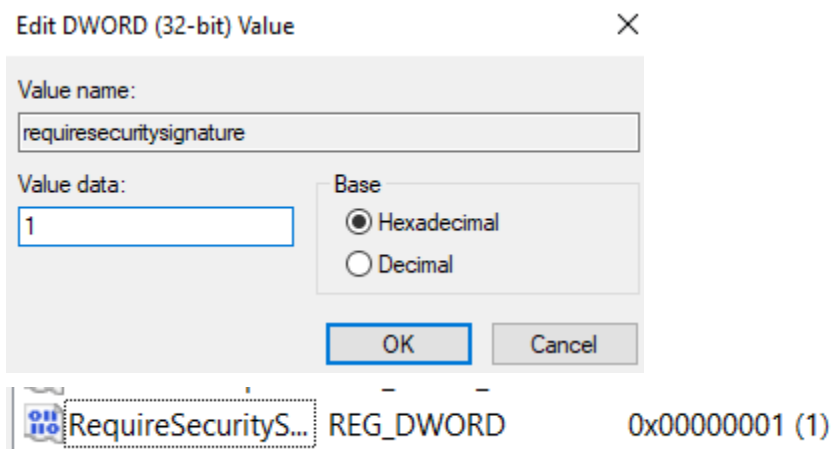 Edit DWORD (32-bit) Value
Value name:
requiresecuritysignature
Value data:
1
Base
Hexadecimal
Decimal
OK
Cancel
RequireSecurityS... REG_DWORD 0x00000001 (1)